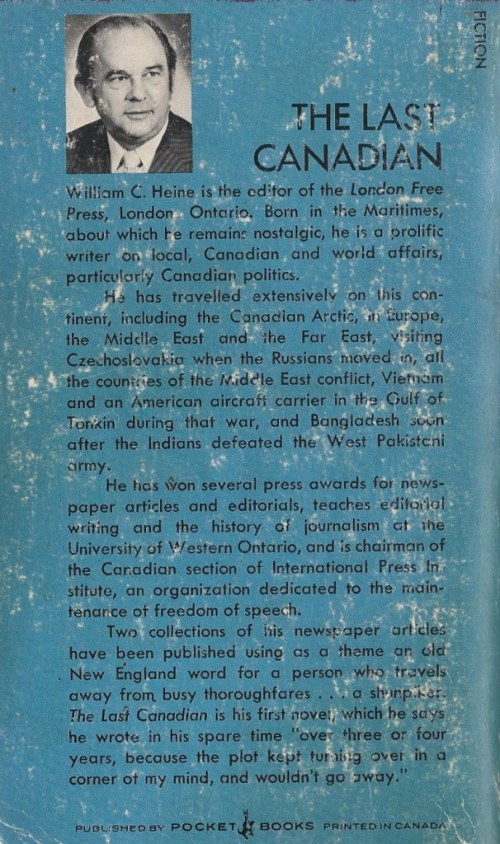 FICTION
THE LAST
CANADIAN
William C. Heine is the editor of the London Free
Press, London Ontario. Born in the Maritimes,
about which he remains nostalgic, he is a prolific
writer on local, Canadian and world affairs,
particularly Canadian politics.
He has travelled extensively on this con-
tinent, including the Canadian Arctic, in Europe,
the Middle East and the Far East, visiting
Czechoslovakia when the Russians moved in, all
the countries of the Middle East conflict, Vietnam
and an American aircraft carrier in the Gulf of
Tonkin during that war, and Bangladesh soon
after the Indians defeated the West Pakistani
army.
He has won several press awards for news-
paper articles and editorials, teaches editorial
writing and the history of journalism at the
University of Western Ontario, and is chairman of
the Canadian section of International Press In-
stitute, an organization dedicated to the main-
tenance of freedom of speech.
Two collections of his newspaper articles
have been published using as a theme an old
New England word for a person who travels
away from busy thoroughfares . . . a shunpiker.
The Last Canadian is his first novel, which he says
he wrote in his spare time "over three or four
years, because the plot kept turning over in a
corner of my mind, and wouldn't go away."
PUBLISHED BY POCKET BOOKS PRINTED IN CANADA